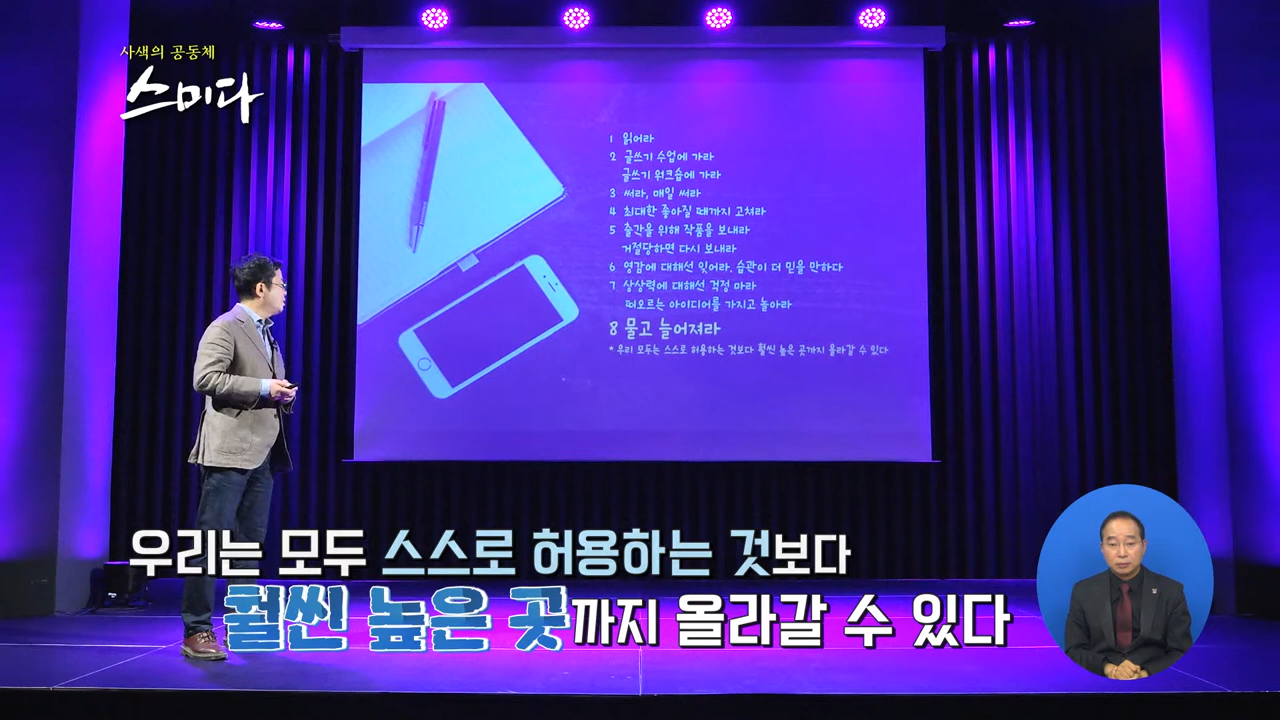 사색의 공동체
스미다
1 읽어라
2 글쓰기 수업에 가라
글쓰기 워크숍에 가라
3 써라, 매일 써라
4 최대한 좋아질 때까지 고쳐라
5 출간을 위해 작품을 보내라
거절당하면 다시 보내라
6 영감에 대해선 잊어라. 습관이 더 믿을 만하다
7 상상력에 대해선 걱정 마라
떠오르는 아이디어를 가지고 놀아라
8 물고 늘어져라
* 우리 모두는 스스로 허용하는 것보다 훨씬 높은 곳까지 올라갈 수 있다
우리는 모두 스스로 허용하는 것보다
훨씬 높은 곳까지 올라갈 수 있다